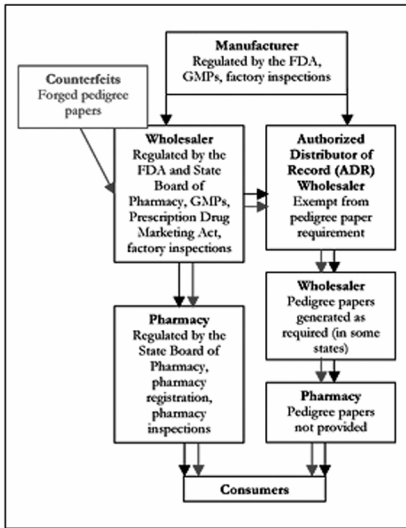 Manufacturer
Regulated by the FDA,
GMPs, factory inspections
Counterfeits
Forged pedigree
papers
Wholesaler
Regulated by the
FDA and State
Board of
Pharmacy, GMPs,
Prescription Drug
Marketing Act,
factory inspections
Authorized
Distributor of
Record (ADR)
Wholesaler
Exempt from
pedigree paper
requirement
Wholesaler
Pedigree papers
generated as
required (in some
states)
Pharmacy
Regulated by the
State Board of
Pharmacy,
pharmacy
registration,
pharmacy
inspections
Pharmacy
Pedigree papers
not provided
Consumers